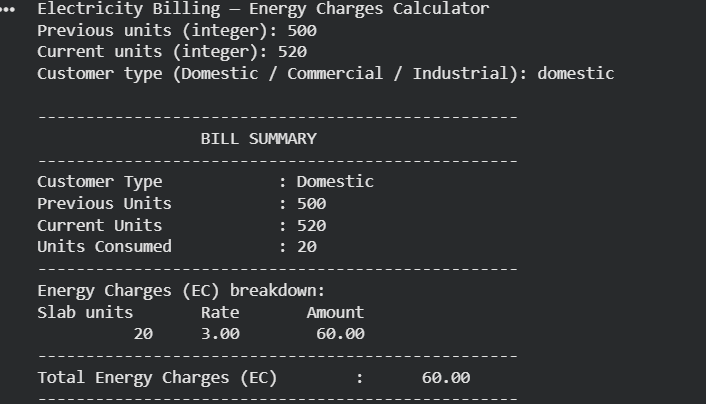 ••• Electricity Billing — Energy Charges Calculator
Previous units (integer): 500
Current units (integer): 520
Customer type (Domestic / Commercial / Industrial): domestic
--------------------------------------------------
                 BILL SUMMARY
--------------------------------------------------
Customer Type            : Domestic
Previous Units           : 500
Current Units            : 520
Units Consumed           : 20
--------------------------------------------------
Energy Charges (EC) breakdown:
Slab units       Rate       Amount
          20     3.00        60.00
--------------------------------------------------
Total Energy Charges (EC)        :      60.00
--------------------------------------------------